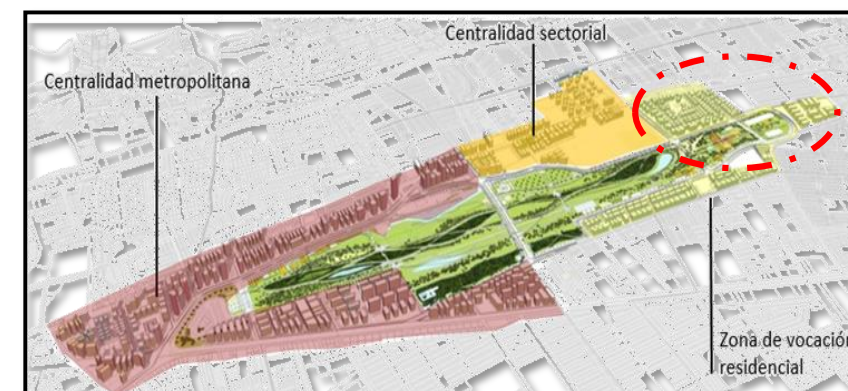 Centralidad sectorial
Centralidad metropolitana
Zona de vocación
residencial